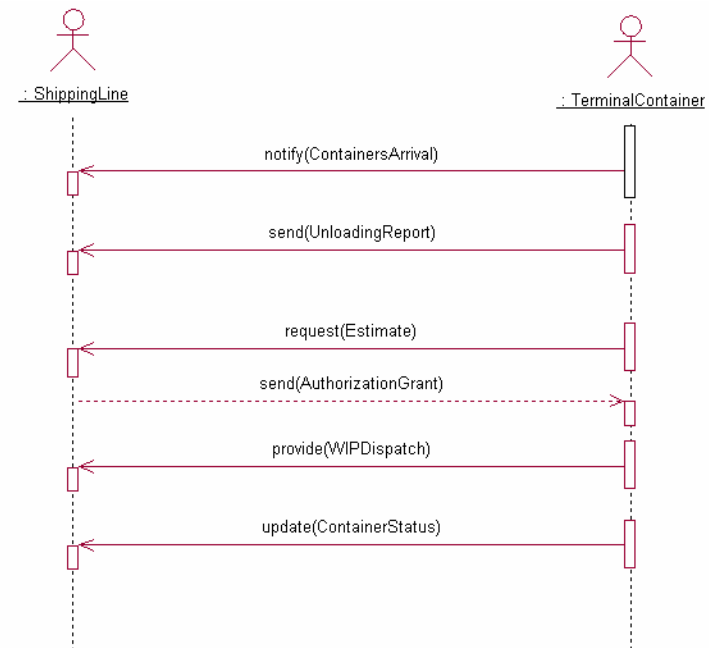 : ShippingLine
: TerminalContainer
notify(ContainersArrival)
send(UnloadingReport)
request(Estimate)
send(AuthorizationGrant)
provide(WIPDispatch)
update(ContainerStatus)